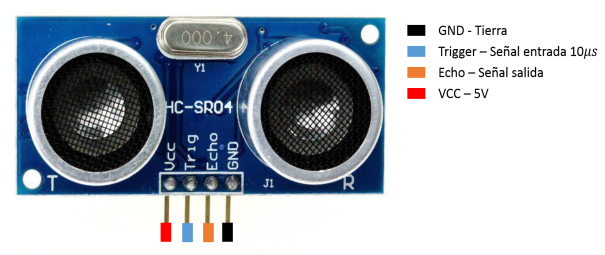 4.000
Y1
HC-SR04
Vcc
Trig
Echo
GND
T
J1
R
GND - Tierra
Trigger – Señal entrada 10μs
Echo – Señal salida
VCC – 5V